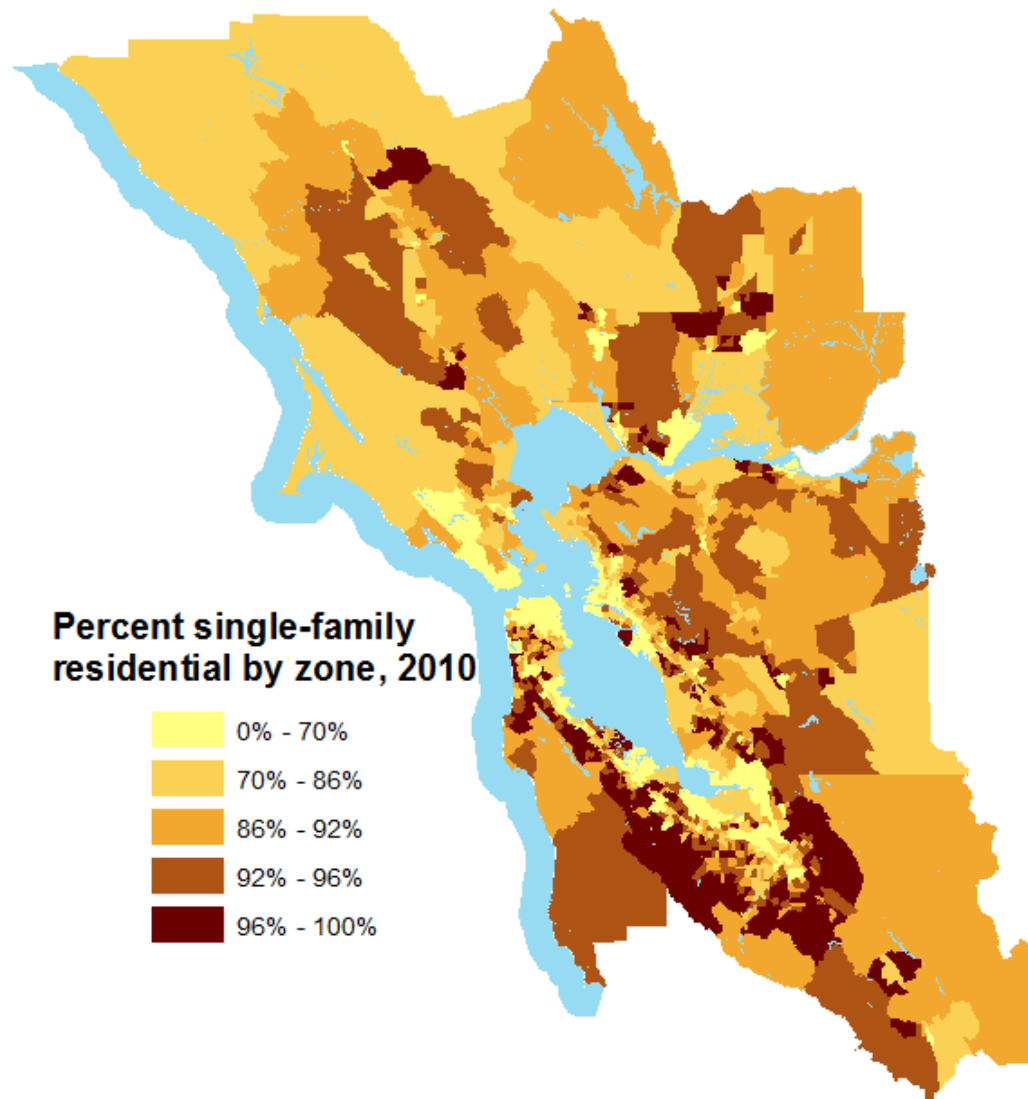 Percent single-family
residential by zone, 2010
0% - 70%
70% - 86%
86% - 92%
92% - 96%
96% - 100%